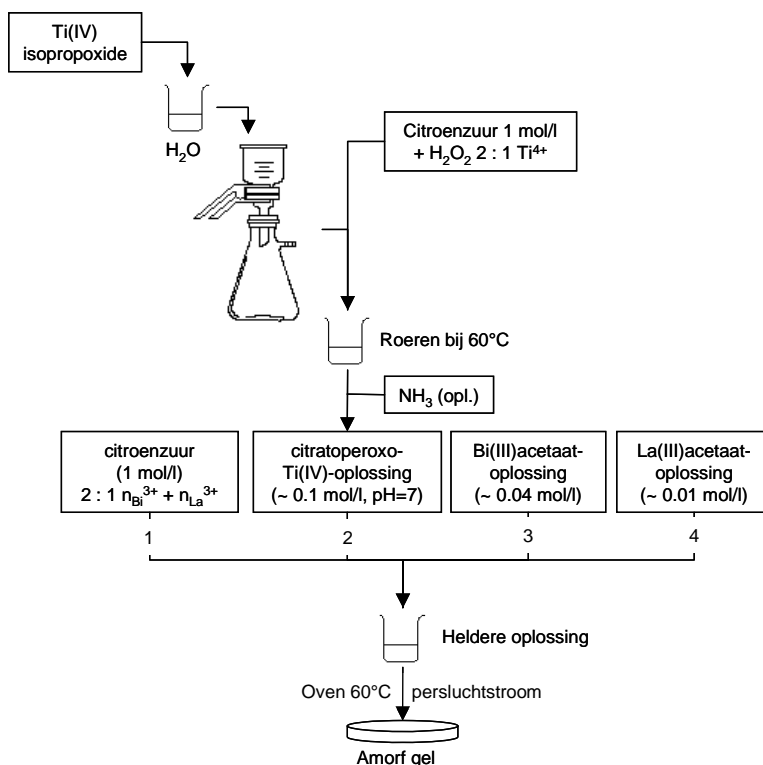 Ti(IV)
isopropoxide
H₂O
Citroenzuur 1 mol/l
+ H₂O₂ 2 : 1 Ti⁴⁺
Roeren bij 60°C
NH₃ (opl.)
citroenzuur
(1 mol/l)
2 : 1 n_Bi³⁺ + n_La³⁺
citratoperoxo-
Ti(IV)-oplossing
(~ 0.1 mol/l, pH=7)
Bi(III)acetaat-
oplossing
(~ 0.04 mol/l)
La(III)acetaat-
oplossing
(~ 0.01 mol/l)
1
2
3
4
Heldere oplossing
Oven 60°C persluchtstroom
Amorf gel